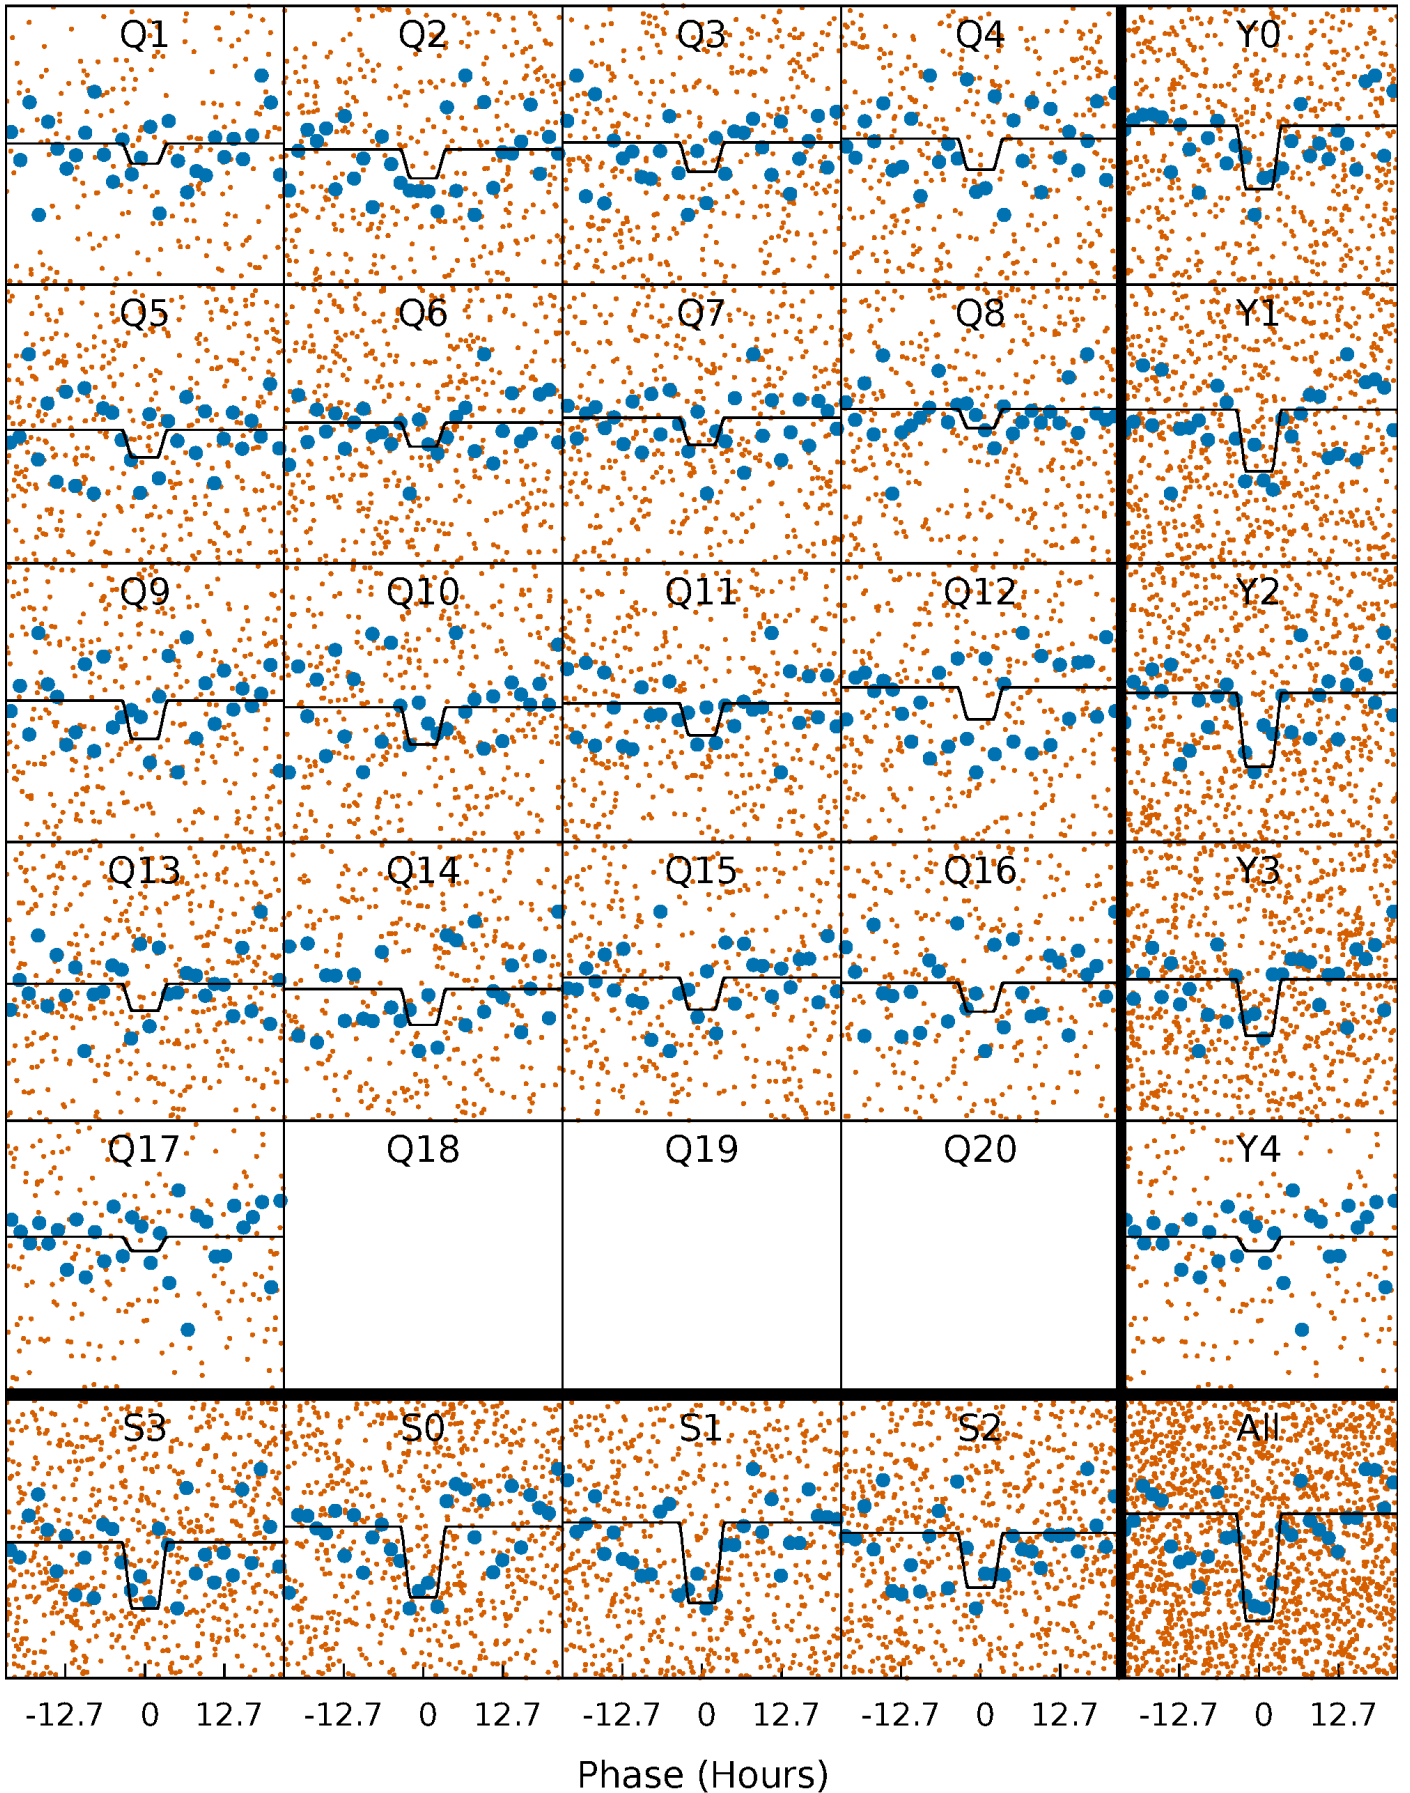 Q1 Q2 Q3 Q4 Y0
Q5 Q6 Q7 Q8 Y1
Q9 Q10 Q11 Q12 Y2
Q13 Q14 Q15 Q16 Y3
Q17 Q18 Q19 Q20 Y4
S3 S0 S1 S2 All
-12.7 0 12.7 -12.7 0 12.7 -12.7 0 12.7 -12.7 0 12.7 -12.7 0 12.7
Phase (Hours)